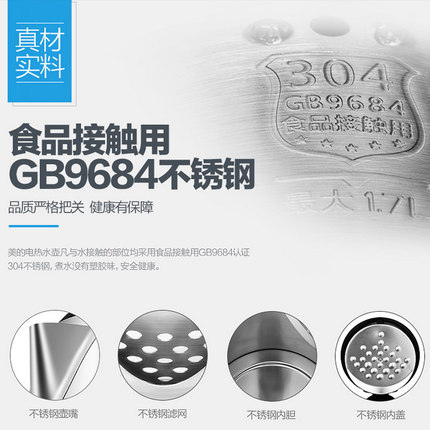 真材
实料
304
GB9684
食品接触用
最大 1.7L
食品接触用
GB9684不锈钢
品质严格把关 健康有保障
美的电热水壶凡与水接触的部位均采用食品接触用GB9684认证
304不锈钢，煮水没有塑胶味，安全健康。
不锈钢壶嘴
不锈钢滤网
不锈钢内胆
不锈钢内盖